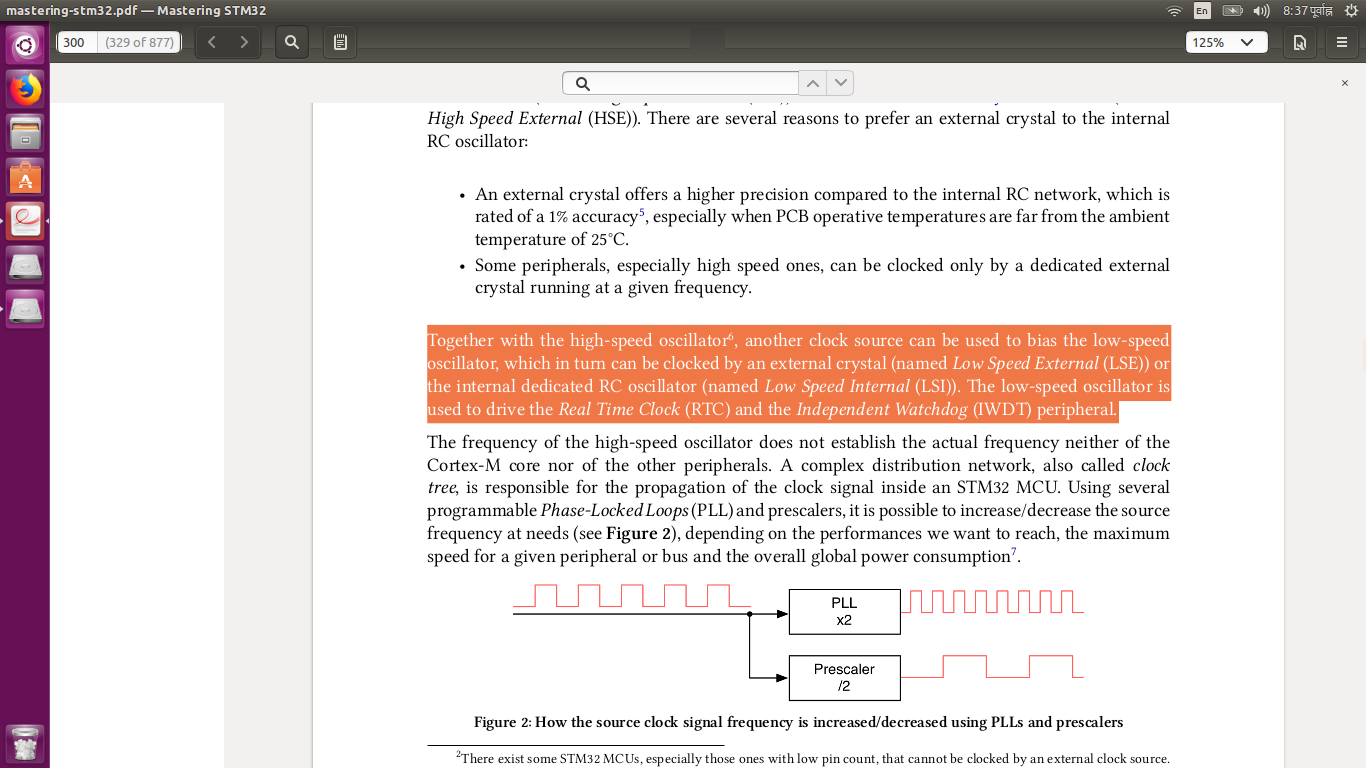 mastering-stm32.pdf — Mastering STM32
En
8:37 पूर्वाह्न
300 (329 of 877)
125%
High Speed External (HSE)). There are several reasons to prefer an external crystal to the internal
RC oscillator:
• An external crystal offers a higher precision compared to the internal RC network, which is
rated of a 1% accuracy5, especially when PCB operative temperatures are far from the ambient
temperature of 25°C.
• Some peripherals, especially high speed ones, can be clocked only by a dedicated external
crystal running at a given frequency.
Together with the high-speed oscillator6, another clock source can be used to bias the low-speed
oscillator, which in turn can be clocked by an external crystal (named Low Speed External (LSE)) or
the internal dedicated RC oscillator (named Low Speed Internal (LSI)). The low-speed oscillator is
used to drive the Real Time Clock (RTC) and the Independent Watchdog (IWDT) peripheral.
The frequency of the high-speed oscillator does not establish the actual frequency neither of the
Cortex-M core nor of the other peripherals. A complex distribution network, also called clock
tree, is responsible for the propagation of the clock signal inside an STM32 MCU. Using several
programmable Phase-Locked Loops (PLL) and prescalers, it is possible to increase/decrease the source
frequency at needs (see Figure 2), depending on the performances we want to reach, the maximum
speed for a given peripheral or bus and the overall global power consumption7.
PLL
x2
Prescaler
/2
Figure 2: How the source clock signal frequency is increased/decreased using PLLs and prescalers
2There exist some STM32 MCUs, especially those ones with low pin count, that cannot be clocked by an external clock source.